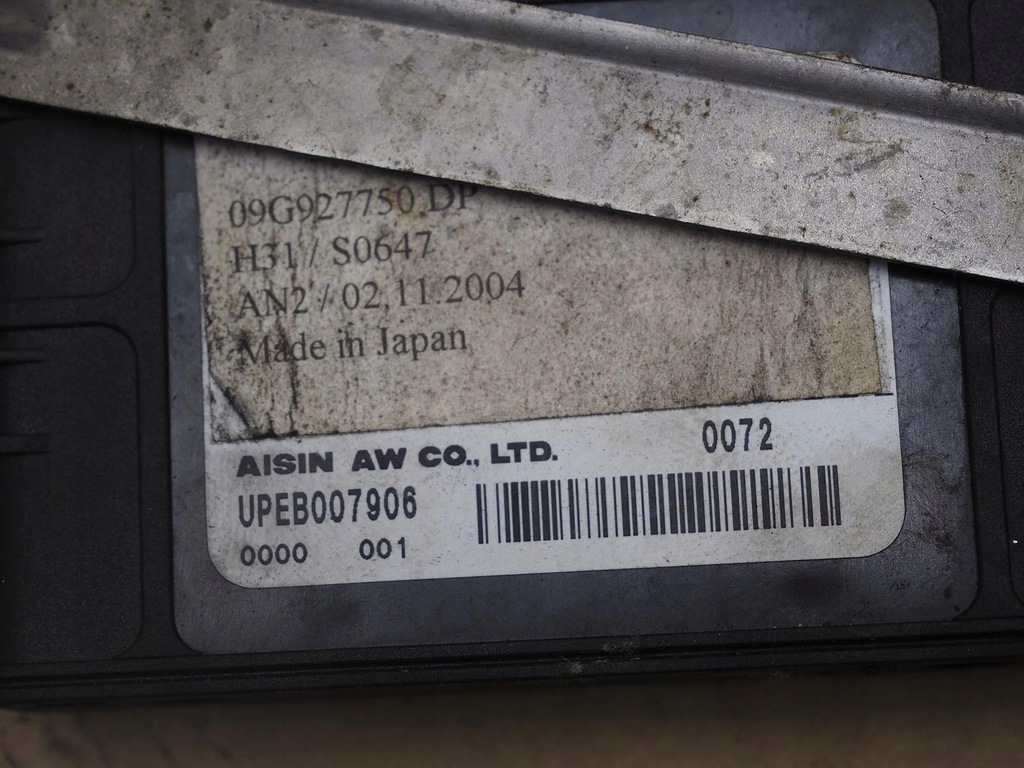 09G927750 DP
H31 / S0647
AN2 / 02.11.2004
Made in Japan
AISIN AW CO., LTD.
0072
UPEB007906
0000 001